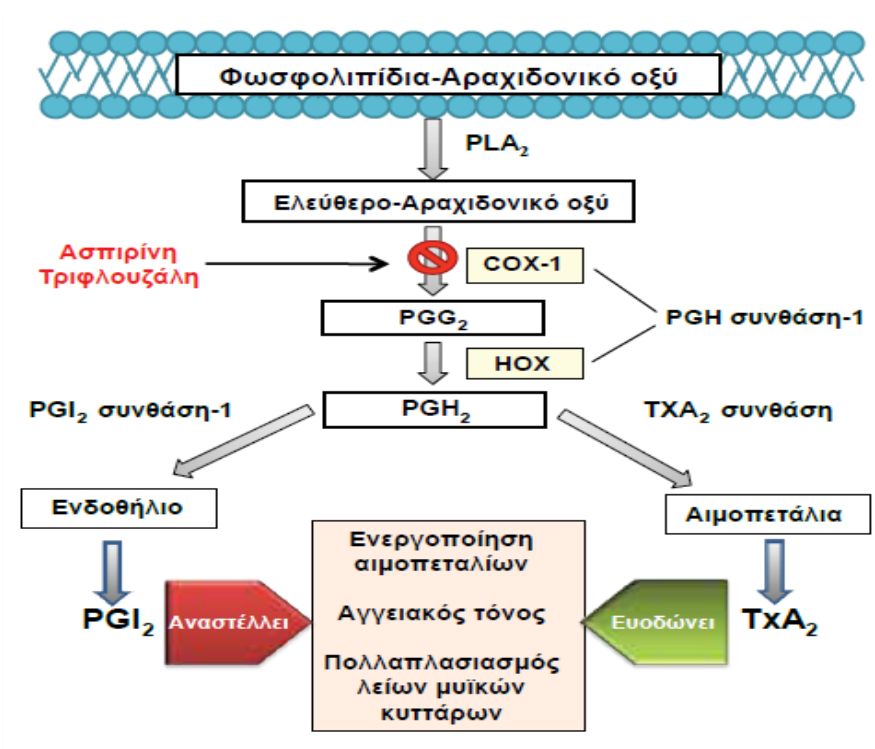 Φωσφολιπίδια-Αραχιδονικό οξύ
PLA₂
Ελεύθερο-Αραχιδονικό οξύ
Ασπιρίνη
Τριφλουζάλη
COX-1
PGG₂
PGH συνθάση-1
HOX
PGI₂ συνθάση-1
PGH₂
TXA₂ συνθάση
Ενδοθήλιο
Αιμοπετάλια
Ενεργοποίηση
αιμοπεταλίων
Αγγειακός τόνος
Πολλαπλασιασμός
λείων μυϊκών
κυττάρων
PGI₂
Αναστέλλει
Ευοδώνει
TxA₂